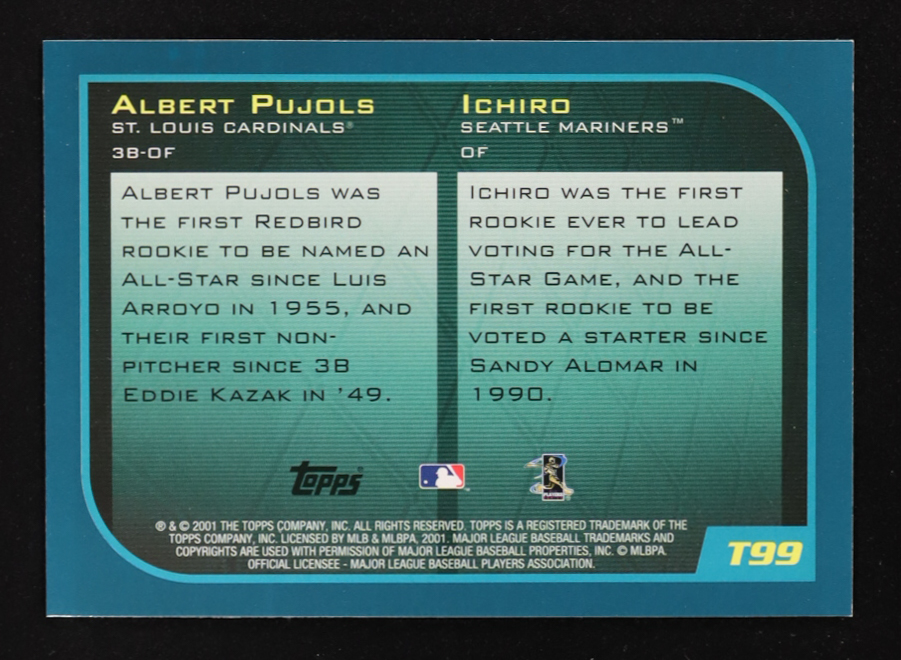 ALBERT PUJOLS
ST. LOUIS CARDINALS®
3B-OF
ALBERT PUJOLS WAS
THE FIRST REDBIRD
ROOKIE TO BE NAMED AN
ALL-STAR SINCE LUIS
ARROYO IN 1955, AND
THEIR FIRST NON-
PITCHER SINCE 3B
EDDIE KAZAK IN '49.
ICHIRO
SEATTLE MARINERS™
OF
ICHIRO WAS THE FIRST
ROOKIE EVER TO LEAD
VOTING FOR THE ALL-
STAR GAME, AND THE
FIRST ROOKIE TO BE
VOTED A STARTER SINCE
SANDY ALOMAR IN
1990.
Topps®
PLAYERS
® & © 2001 THE TOPPS COMPANY, INC. ALL RIGHTS RESERVED. TOPPS IS A REGISTERED TRADEMARK OF THE
TOPPS COMPANY, INC. LICENSED BY MLB & MLBPA, 2001. MAJOR LEAGUE BASEBALL TRADEMARKS AND
COPYRIGHTS ARE USED WITH PERMISSION OF MAJOR LEAGUE BASEBALL PROPERTIES, INC. © MLBPA.
OFFICIAL LICENSEE - MAJOR LEAGUE BASEBALL PLAYERS ASSOCIATION.
T99